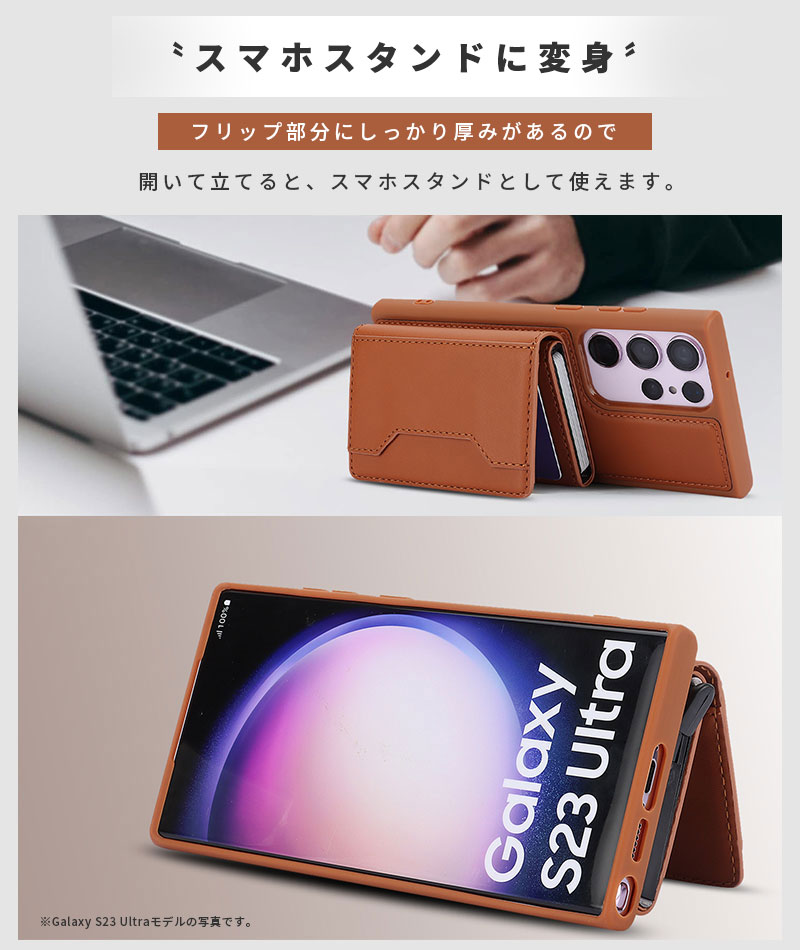 〝スマホスタンドに変身〞
フリップ部分にしっかり厚みがあるので
開いて立てると、スマホスタンドとして使えます。
100%
Galaxy
S23 Ultra
※Galaxy S23 Ultraモデルの写真です。